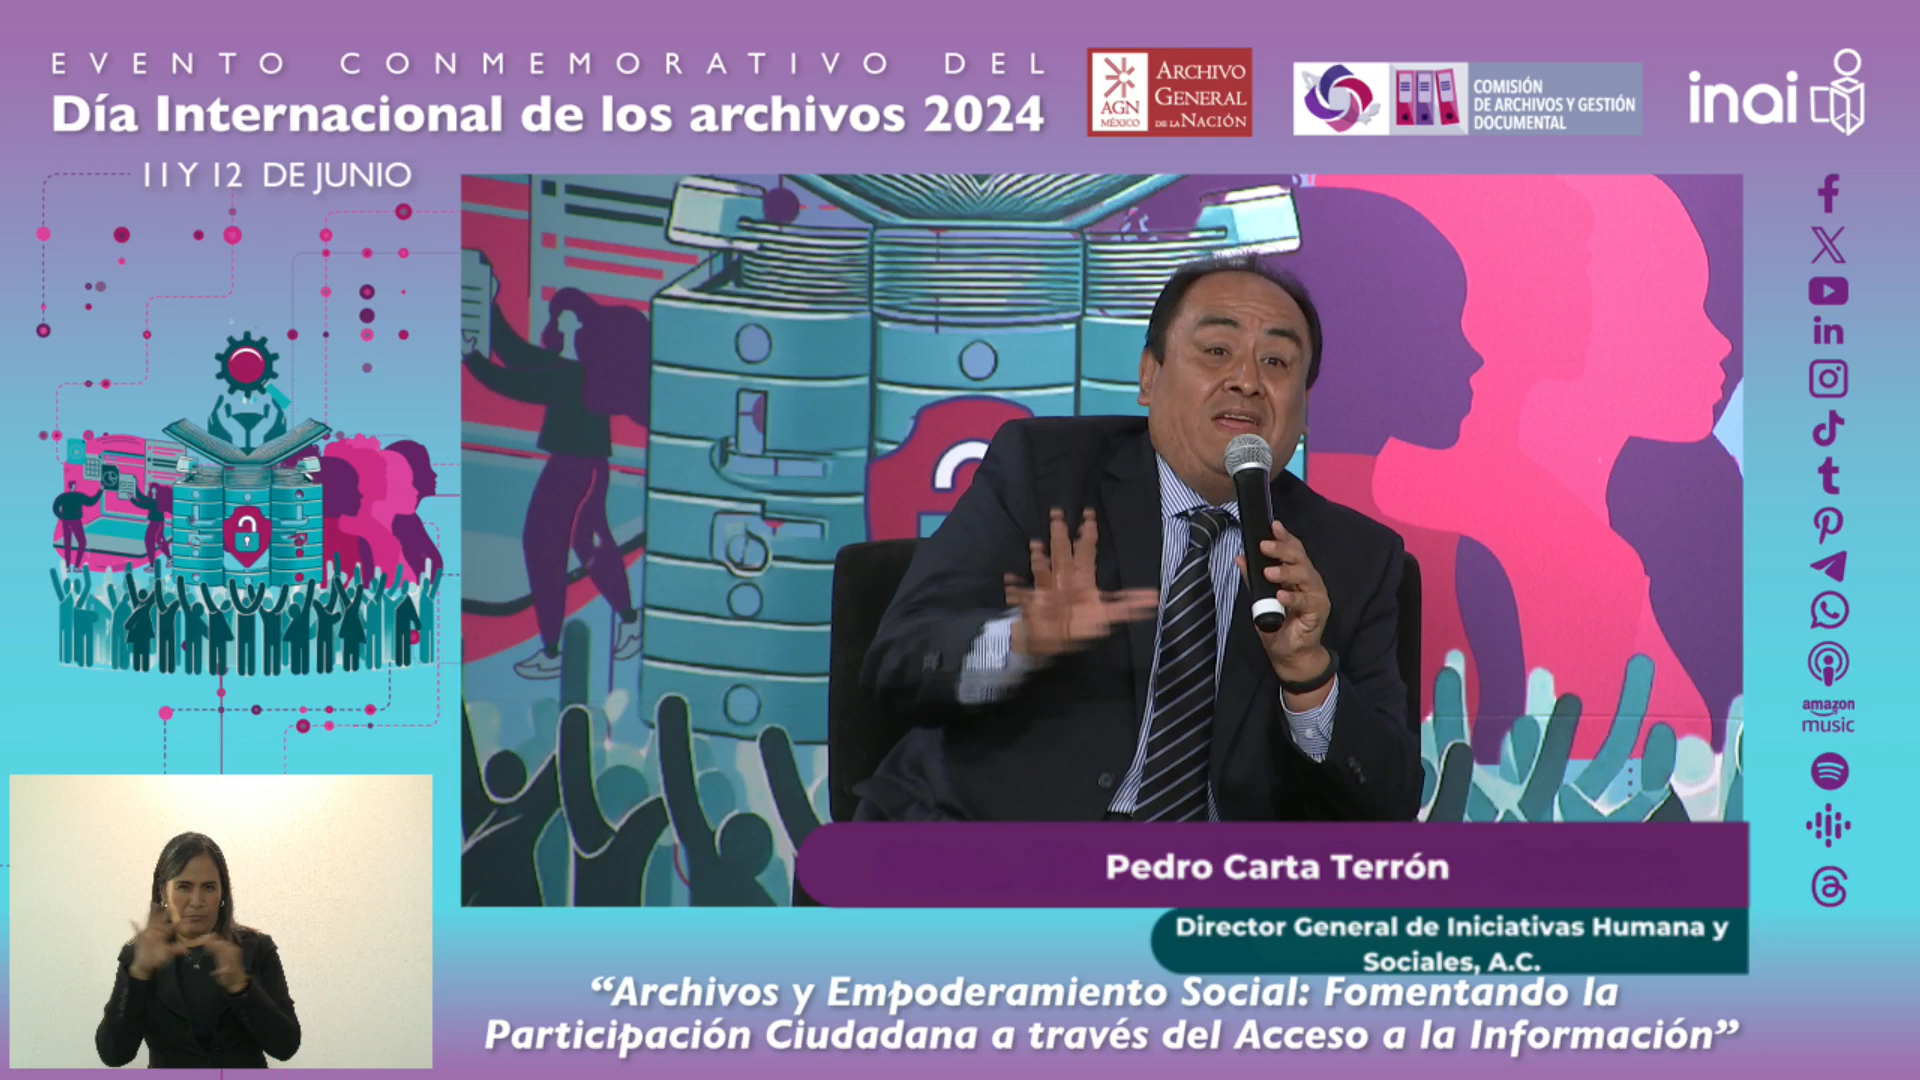 EVENTO CONMEMORATIVO DEL
Día Internacional de los archivos 2024
11 Y 12 DE JUNIO
AGN
MÉXICO
ARCHIVO
GENERAL
DE LA NACIÓN
COMISIÓN
DE ARCHIVOS Y GESTIÓN
DOCUMENTAL
inai
amazon
music
Pedro Carta Terrón
Director General de Iniciativas Humana y
Sociales, A.C.
“Archivos y Empoderamiento Social: Fomentando la
Participación Ciudadana a través del Acceso a la Información”